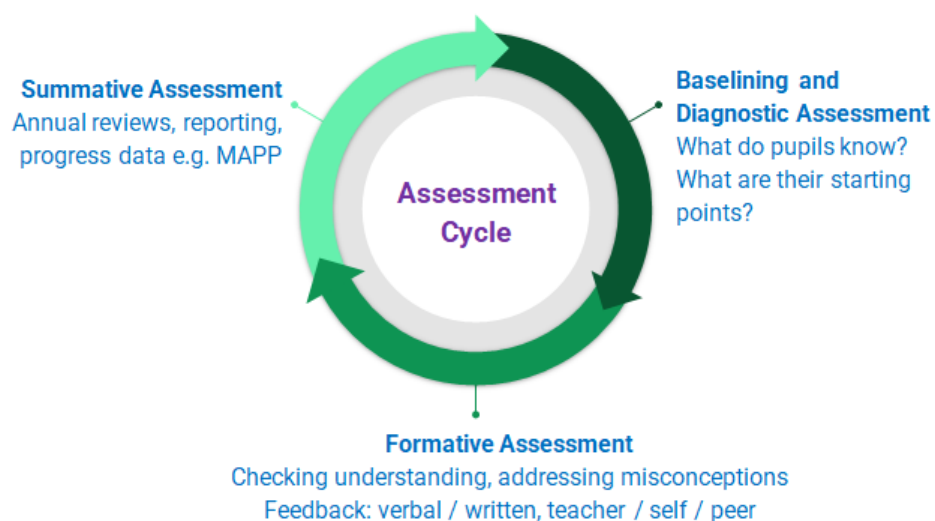 Summative Assessment
Annual reviews, reporting,
progress data e.g. MAPP
Baselining and
Diagnostic Assessment
What do pupils know?
What are their starting
points?
Assessment
Cycle
Formative Assessment
Checking understanding, addressing misconceptions
Feedback: verbal / written, teacher / self / peer